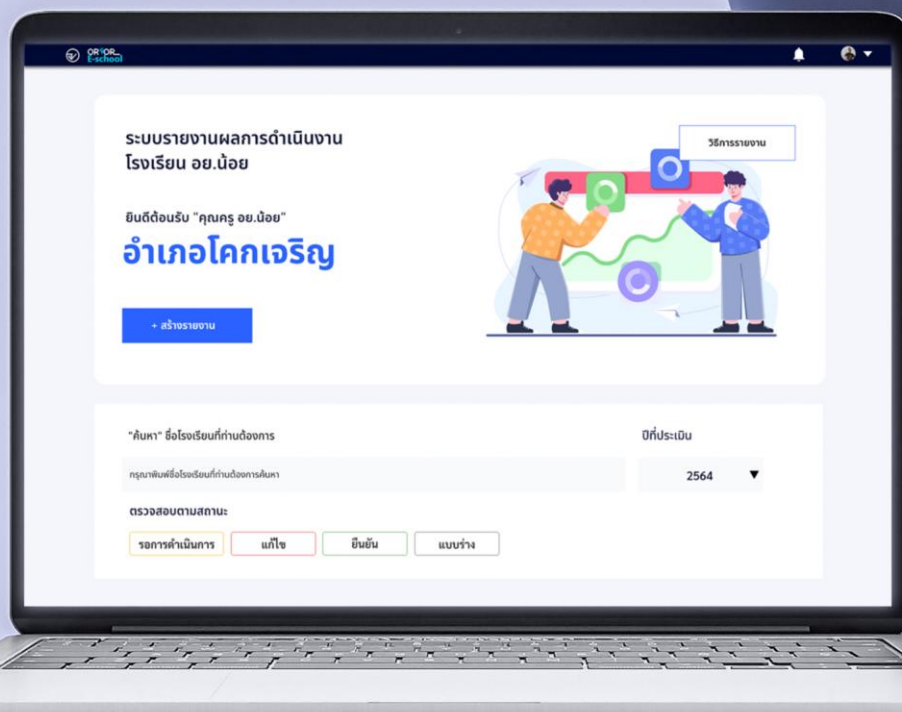 ORYOR
E-school
ระบบรายงานผลการดำเนินงาน
โรงเรียน อย.น้อย
วิธีการรายงาน
ยินดีต้อนรับ "คุณครู อย.น้อย"
อำเภอโคกเจริญ
+ สร้างรายงาน
"ค้นหา" ชื่อโรงเรียนที่ท่านต้องการ
ปีที่ประเมิน
กรุณาพิมพ์ชื่อโรงเรียนที่ท่านต้องการค้นหา
2564
ตรวจสอบตามสถานะ
รอการดำเนินการ แก้ไข ยืนยัน แบบร่าง